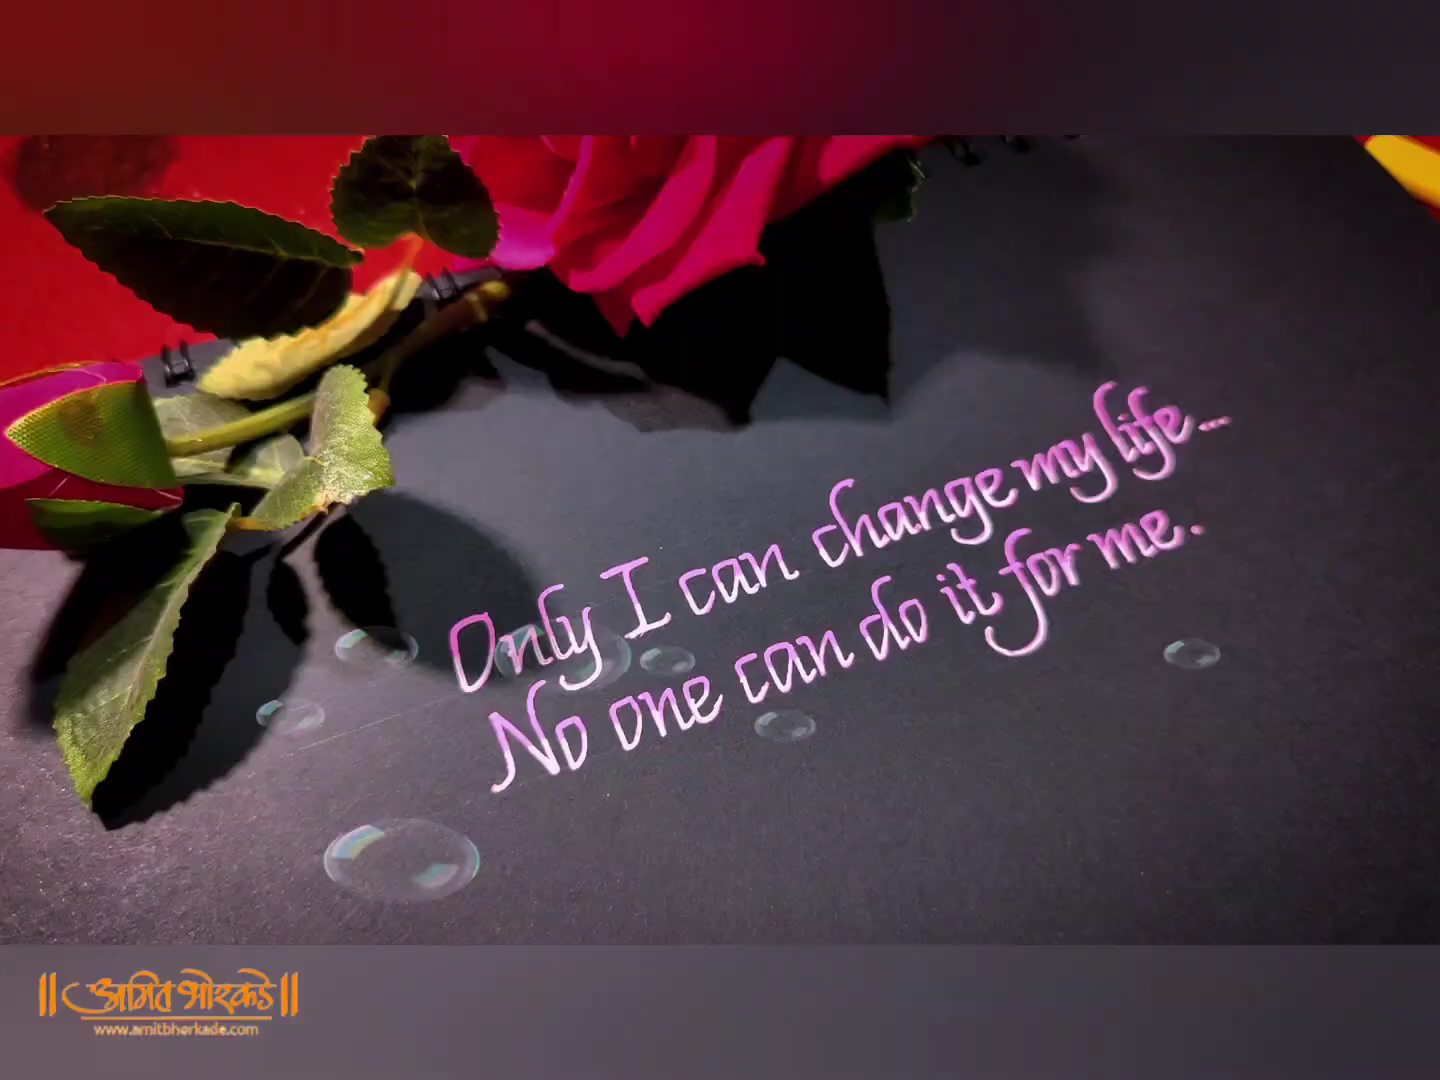 Only I can change my life...
No one can do it for me.
॥ अमित भोरकडे ॥
www.amitbhorkade.com